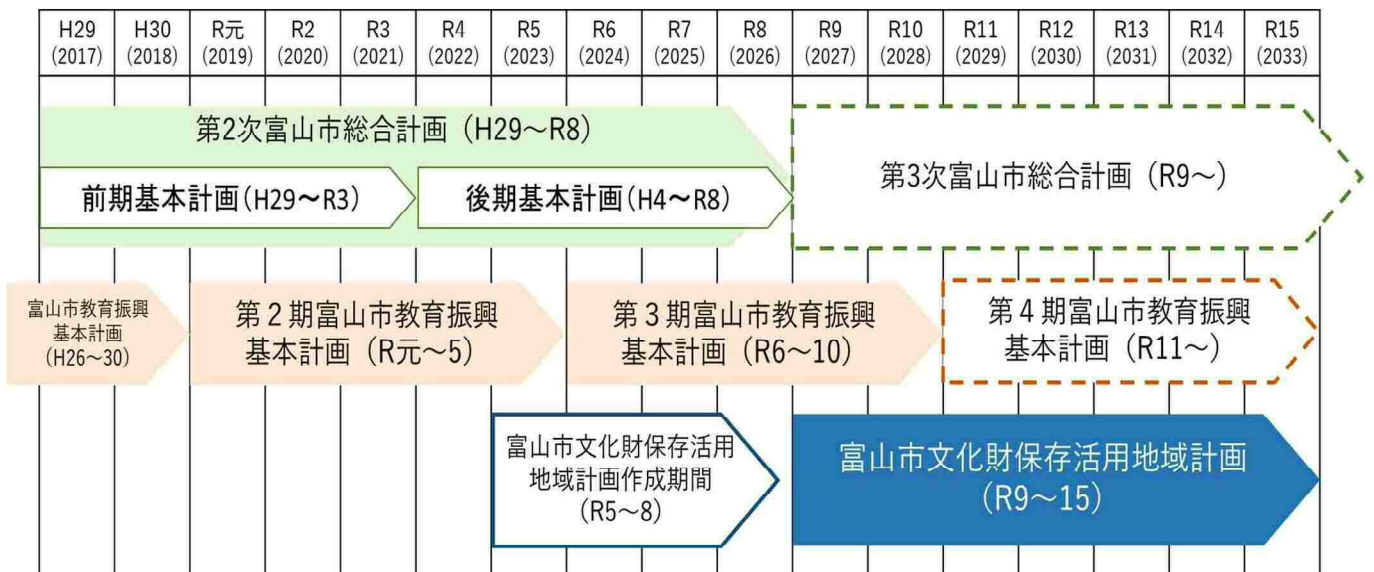 H29 H30 R元 R2 R3 R4 R5 R6 R7 R8 R9 R10 R11 R12 R13 R14 R15
(2017) (2018) (2019) (2020) (2021) (2022) (2023) (2024) (2025) (2026) (2027) (2028) (2029) (2030) (2031) (2032) (2033)
第2次富山市総合計画（H29～R8）
前期基本計画(H29～R3)
後期基本計画(H4～R8)
第3次富山市総合計画（R9～）
富山市教育振興
基本計画
(H26～30)
第２期富山市教育振興
基本計画（R元～5）
第３期富山市教育振興
基本計画（R6～10）
第４期富山市教育振興
基本計画（R11～）
富山市文化財保存活用
地域計画作成期間
（R5～8）
富山市文化財保存活用地域計画
（R9～15）